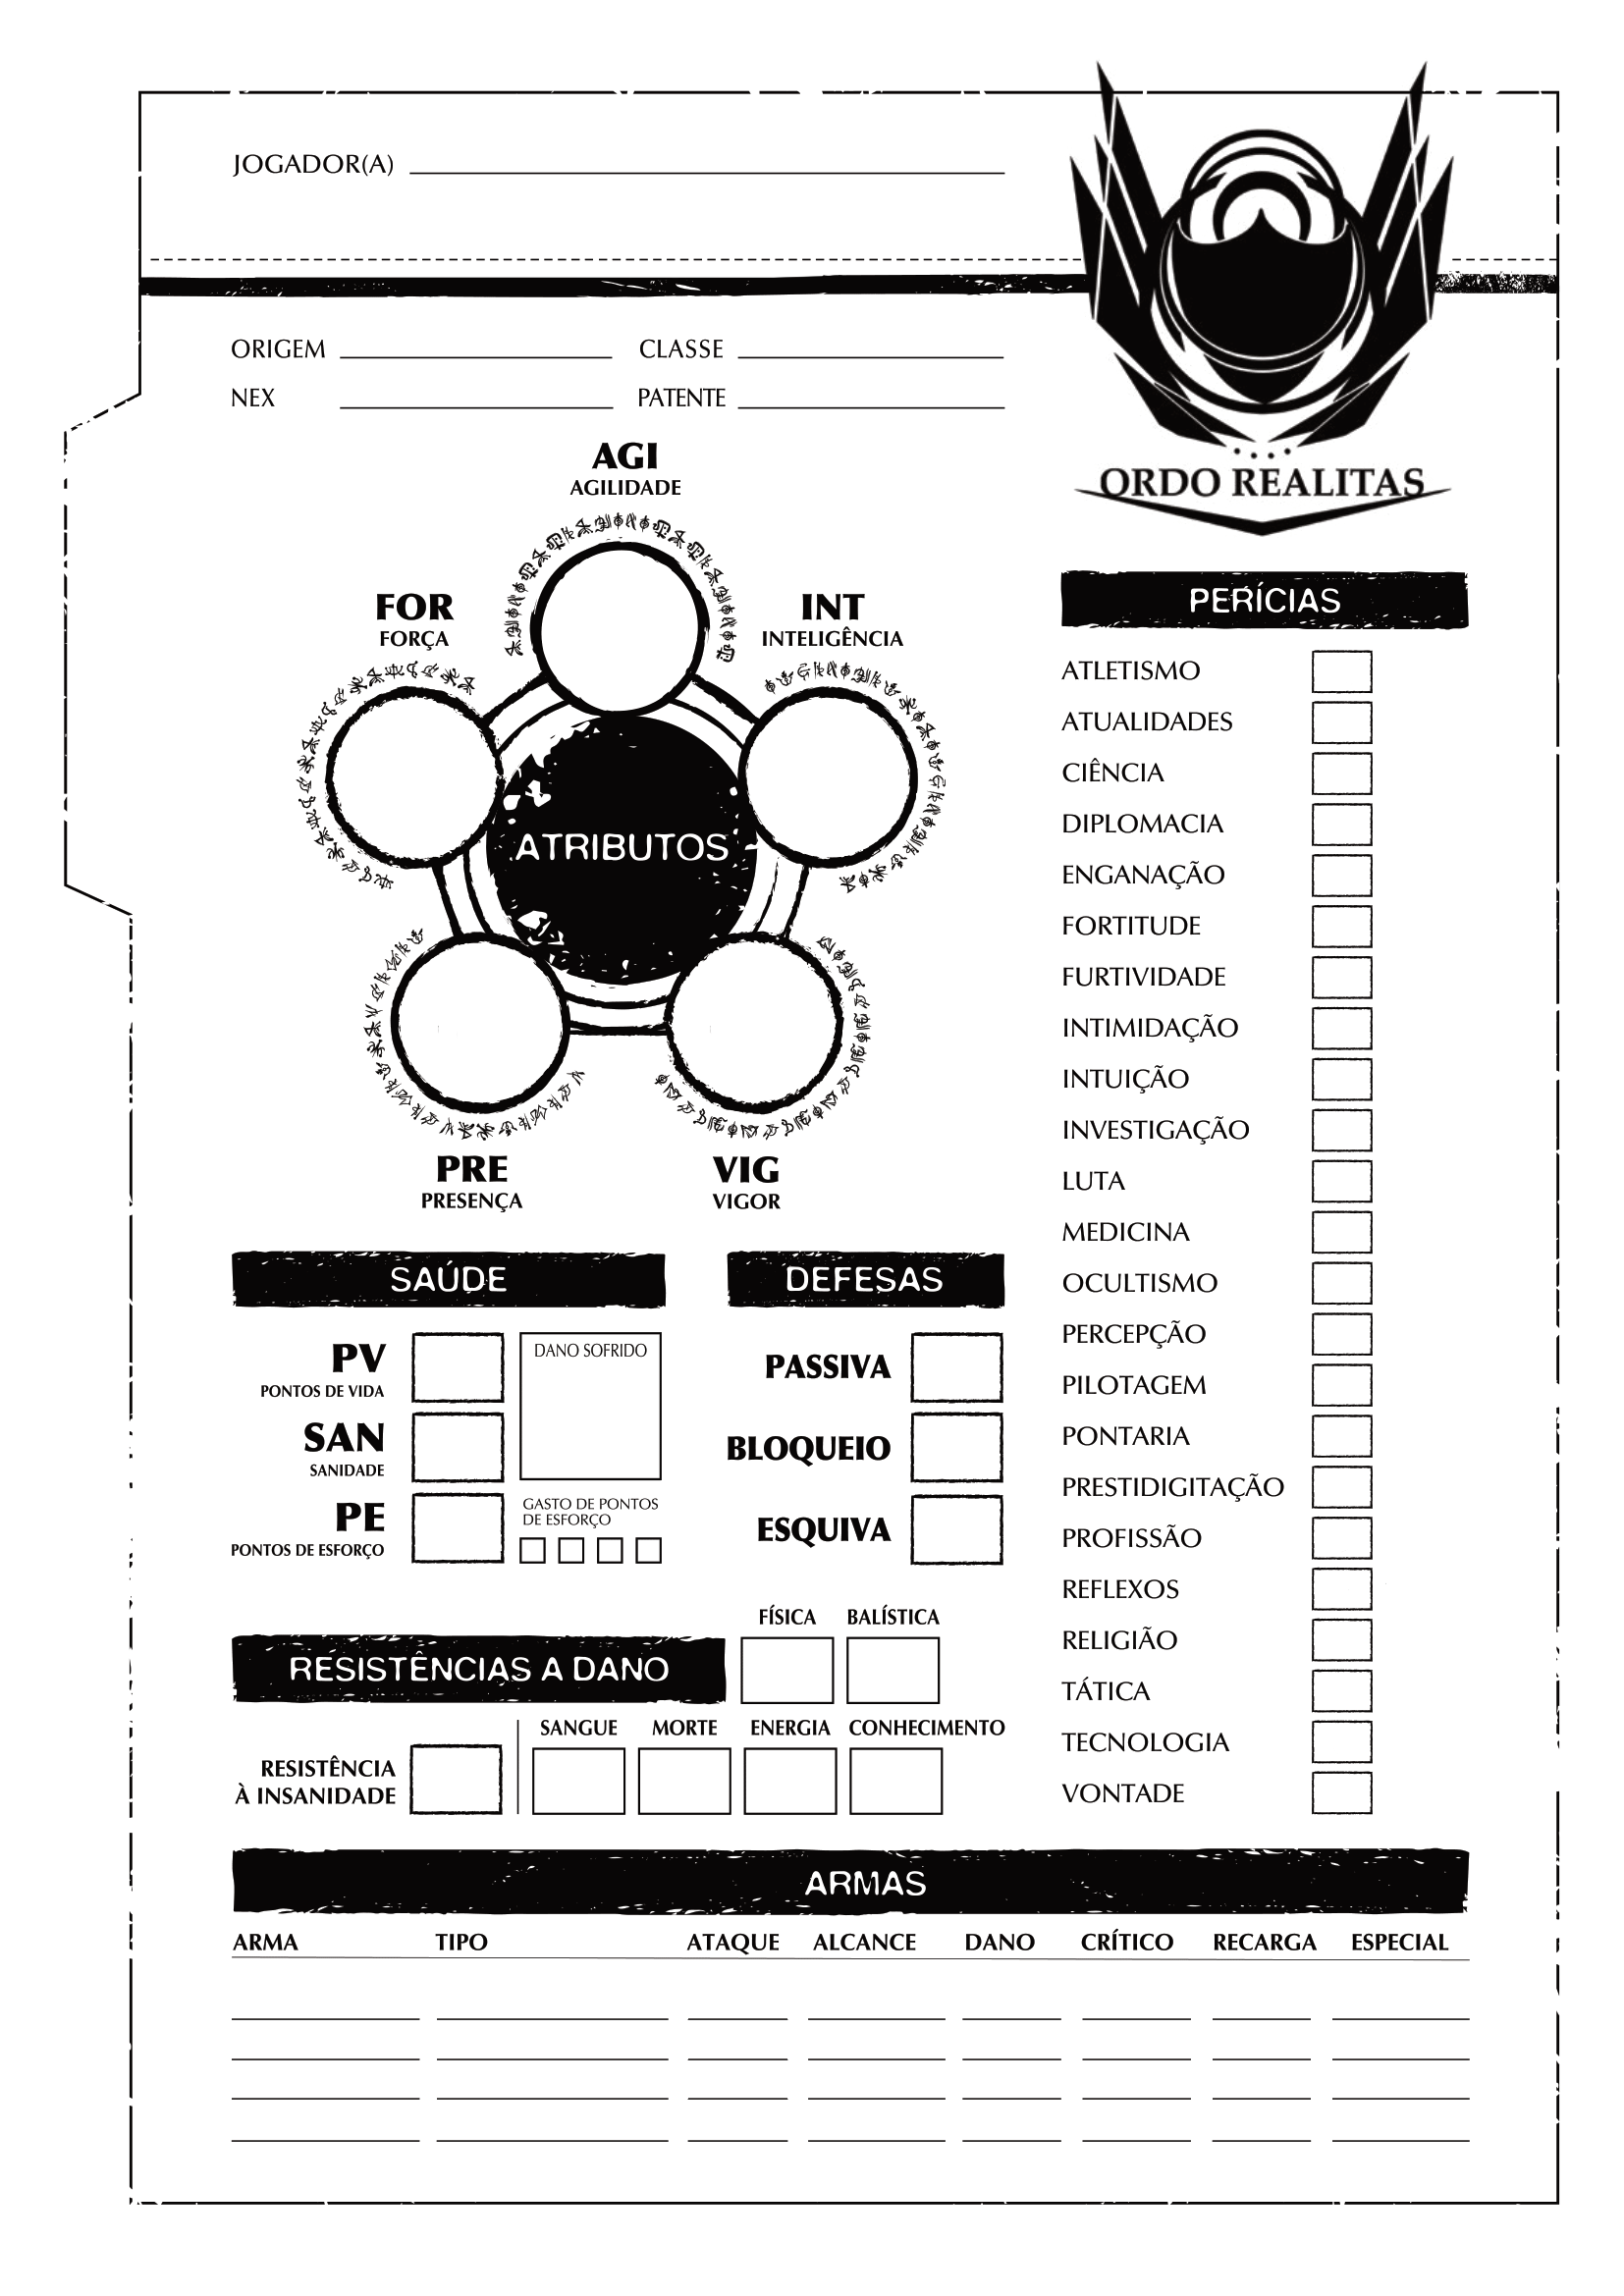 JOGADOR(A)
ORIGEM CLASSE
NEX PATENTE
ORDO REALITAS
AGI
AGILIDADE
FOR
FORÇA
INT
INTELIGÊNCIA
ATRIBUTOS
PRE
PRESENÇA
VIG
VIGOR
SAÚDE
PV
PONTOS DE VIDA
SAN
SANIDADE
PE
PONTOS DE ESFORÇO
DANO SOFRIDO
GASTO DE PONTOS
DE ESFORÇO
DEFESAS
PASSIVA
BLOQUEIO
ESQUIVA
RESISTÊNCIAS A DANO
FÍSICA BALÍSTICA
RESISTÊNCIA
À INSANIDADE
SANGUE MORTE ENERGIA CONHECIMENTO
PERÍCIAS
ATLETISMO
ATUALIDADES
CIÊNCIA
DIPLOMACIA
ENGANAÇÃO
FORTITUDE
FURTIVIDADE
INTIMIDAÇÃO
INTUIÇÃO
INVESTIGAÇÃO
LUTA
MEDICINA
OCULTISMO
PERCEPÇÃO
PILOTAGEM
PONTARIA
PRESTIDIGITAÇÃO
PROFISSÃO
REFLEXOS
RELIGIÃO
TÁTICA
TECNOLOGIA
VONTADE
ARMAS
ARMA TIPO ATAQUE ALCANCE DANO CRÍTICO RECARGA ESPECIAL